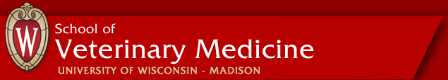 W
School of
Veterinary Medicine
UNIVERSITY OF WISCONSIN - MADISON